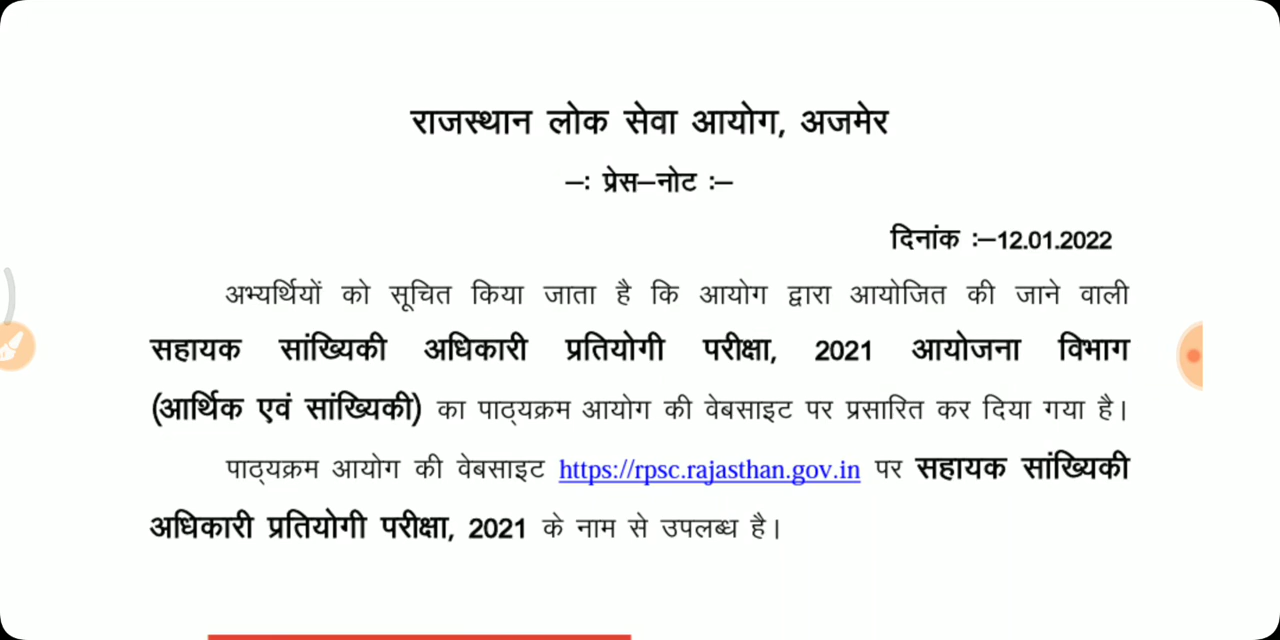 राजस्थान लोक सेवा आयोग, अजमेर
–: प्रेस–नोट :–
दिनांक :–12.01.2022
अभ्यर्थियों को सूचित किया जाता है कि आयोग द्वारा आयोजित की जाने वाली
सहायक सांख्यिकी अधिकारी प्रतियोगी परीक्षा, 2021 आयोजना विभाग
(आर्थिक एवं सांख्यिकी) का पाठ्यक्रम आयोग की वेबसाइट पर प्रसारित कर दिया गया है।
पाठ्यक्रम आयोग की वेबसाइट https://rpsc.rajasthan.gov.in पर सहायक सांख्यिकी
अधिकारी प्रतियोगी परीक्षा, 2021 के नाम से उपलब्ध है।